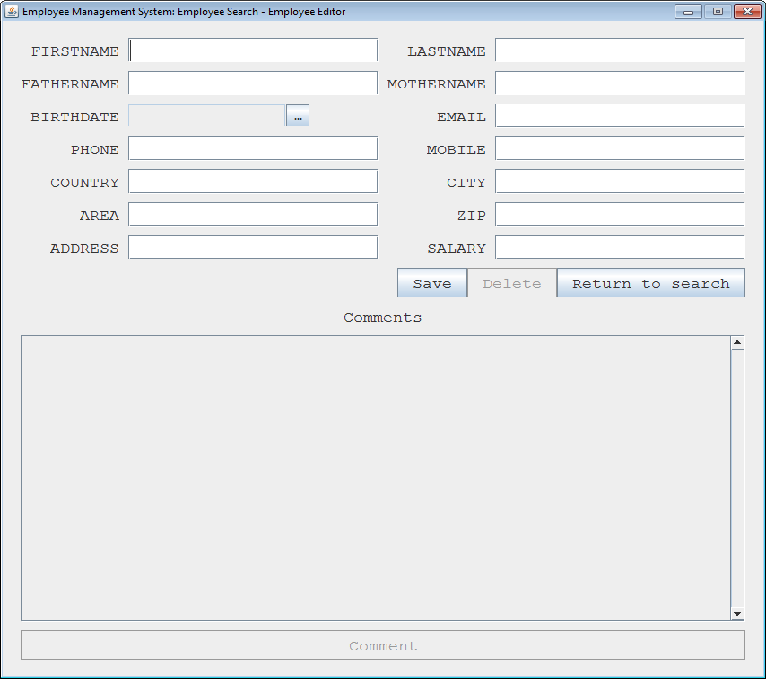 Employee Management System: Employee Search - Employee Editor
FIRSTNAME LASTNAME
FATHERNAME MOTHERNAME
BIRTHDATE ... EMAIL
PHONE MOBILE
COUNTRY CITY
AREA ZIP
ADDRESS SALARY
Save Delete Return to search
Comments
Comment